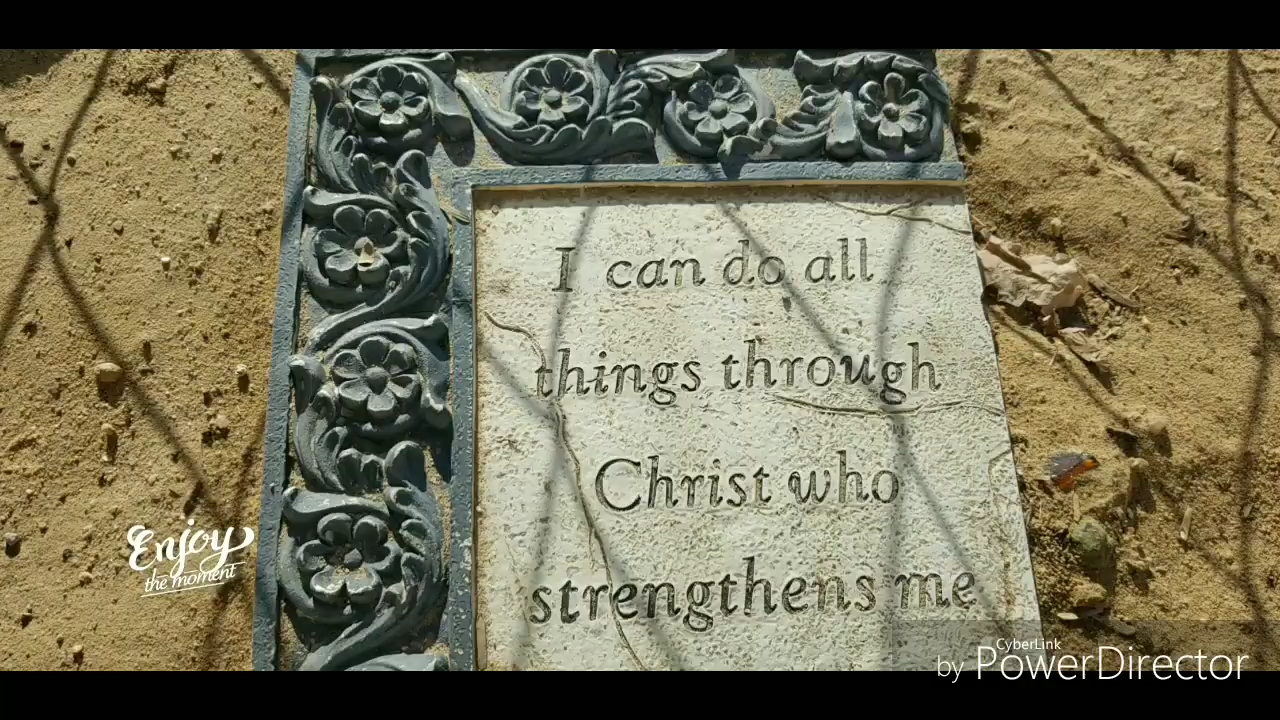 I can do all
things through
Christ who
strengthens me
Enjoy
the moment
CyberLink
by PowerDirector